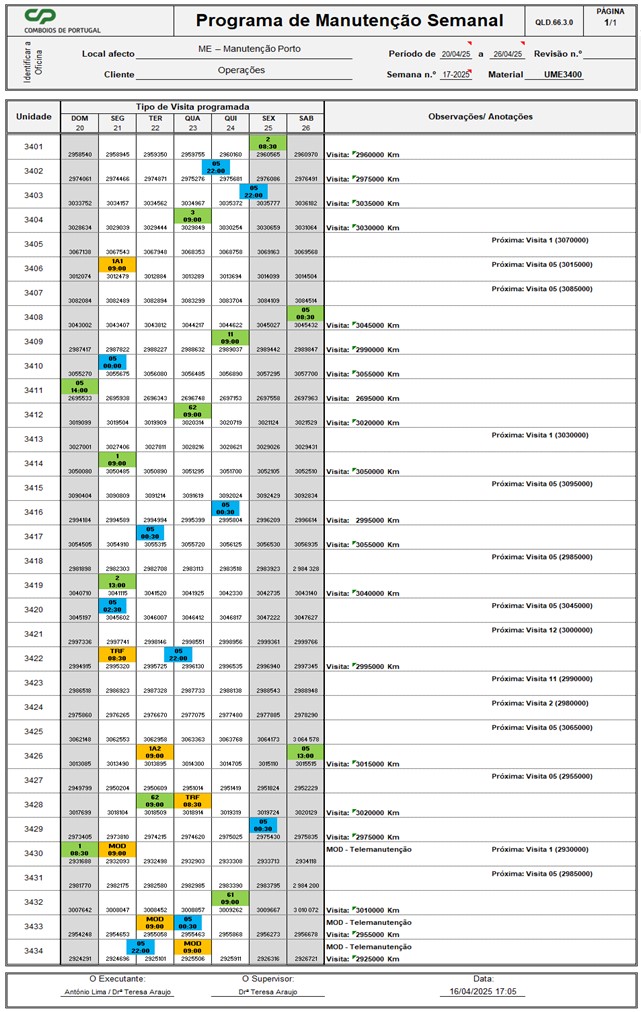 CP
COMBOIOS DE PORTUGAL
Programa de Manutenção Semanal
QLD.66.3.0
PÁGINA
1/1
Identificar a Oficina
Local afecto ME – Manutenção Porto Período de 20/04/25 a 26/04/25 Revisão n.º
Cliente Operações Semana n.º 17-2025 Material UME3400
Unidade Tipo de Visita programada Observações/ Anotações
DOM SEG TER QUA QUI SEX SAB
20 21 22 23 24 25 26
3401 2 08:30
2958540 2958945 2959350 2959755 2960160 2960565 2960970 Visita: 2960000 Km
3402 05 22:00
2974061 2974466 2974871 2975276 2975681 2976086 2976491 Visita: 2975000 Km
3403 05 22:00
3033752 3034157 3034562 3034967 3035372 3035777 3036182 Visita: 3035000 Km
3404 3 09:00
3028634 3029039 3029444 3029849 3030254 3030659 3031064 Visita: 3030000 Km
3405 Próxima: Visita 1 (3070000)
3067138 3067543 3067948 3068353 3068758 3069163 3069568
3406 1A1 09:00 Próxima: Visita 05 (3015000)
3012074 3012479 3012884 3013289 3013694 3014099 3014504
3407 Próxima: Visita 05 (3085000)
3082084 3082489 3082894 3083299 3083704 3084109 3084514
3408 05 08:30
3043002 3043407 3043812 3044217 3044622 3045027 3045432 Visita: 3045000 Km
3409 11 09:00
2987417 2987822 2988227 2988632 2989037 2989442 2989847 Visita: 2990000 Km
3410 05 00:00
3055270 3055675 3056080 3056485 3056890 3057295 3057700 Visita: 3055000 Km
3411 05 14:00
2695533 2695938 2696343 2696748 2697153 2697558 2697963 Visita: 2695000 Km
3412 62 09:00
3019099 3019504 3019909 3020314 3020719 3021124 3021529 Visita: 3020000 Km
3413 Próxima: Visita 1 (3030000)
3027001 3027406 3027811 3028216 3028621 3029026 3029431
3414 1 09:00
3050080 3050485 3050890 3051295 3051700 3052105 3052510 Visita: 3050000 Km
3415 Próxima: Visita 05 (3095000)
3090404 3090809 3091214 3091619 3092024 3092429 3092834
3416 05 00:30
2994184 2994589 2994994 2995399 2995804 2996209 2996614 Visita: 2995000 Km
3417 05 00:30
3054505 3054910 3055315 3055720 3056125 3056530 3056935 Visita: 3055000 Km
3418 Próxima: Visita 05 (2985000)
2981898 2982303 2982708 2983113 2983518 2983923 2 984 328
3419 2 13:00
3040710 3041115 3041520 3041925 3042330 3042735 3043140 Visita: 3040000 Km
3420 05 02:30 Próxima: Visita 05 (3045000)
3045197 3045602 3046007 3046412 3046817 3047222 3047627
3421 Próxima: Visita 12 (3000000)
2997336 2997741 2998146 2998551 2998956 2999361 2999766
3422 TRF 08:30 05 22:00
2994915 2995320 2995725 2996130 2996535 2996940 2997345 Visita: 2995000 Km
3423 Próxima: Visita 11 (2990000)
2986518 2986923 2987328 2987733 2988138 2988543 2988948
3424 Próxima: Visita 2 (2980000)
2975860 2976265 2976670 2977075 2977480 2977885 2978290
3425 Próxima: Visita 05 (3065000)
3062148 3062553 3062958 3063363 3063768 3064173 3 064 578
3426 1A2 09:00 05 13:00
3013085 3013490 3013895 3014300 3014705 3015110 3015515 Visita: 3015000 Km
3427 Próxima: Visita 05 (2955000)
2949799 2950204 2950609 2951014 2951419 2951824 2952229
3428 62 09:00 TRF 08:30
3017699 3018104 3018509 3018914 3019319 3019724 3020129 Visita: 3020000 Km
3429 05 00:30
2973405 2973810 2974215 2974620 2975025 2975430 2975835 Visita: 2975000 Km
3430 1 08:30 MOD 09:00 MOD - Telemanutenção Próxima: Visita 1 (2930000)
2931688 2932093 2932498 2932903 2933308 2933713 2934118
3431 Próxima: Visita 05 (2985000)
2981770 2982175 2982580 2982985 2983390 2983795 2 984 200
3432 61 09:00
3007642 3008047 3008452 3008857 3009262 3009667 3 010 072 Visita: 3010000 Km
3433 MOD 09:00 05 00:30 MOD - Telemanutenção
2954248 2954653 2955058 2955463 2955868 2956273 2956678 Visita: 2955000 Km
3434 05 22:00 MOD 09:00 MOD - Telemanutenção
2924291 2924696 2925101 2925506 2925911 2926316 2926721 Visita: 2925000 Km
O Executante: O Supervisor: Data:
António Lima / Drª Teresa Araujo Drª Teresa Araujo 16/04/2025 17:05